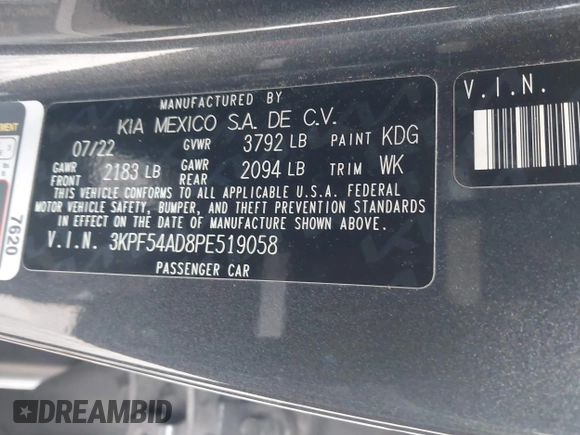 MANUFACTURED BY
KIA MEXICO S.A. DE C.V.
07/22 GVWR 3792 LB PAINT KDG
GAWR FRONT 2183 LB GAWR REAR 2094 LB TRIM WK
THIS VEHICLE CONFORMS TO ALL APPLICABLE U.S.A. FEDERAL
MOTOR VEHICLE SAFETY, BUMPER, AND THEFT PREVENTION STANDARDS
IN EFFECT ON THE DATE OF MANUFACTURE SHOWN ABOVE.
V.I.N. 3KPF54AD8PE519058
PASSENGER CAR
V.I.N.
7620
DREAMBID